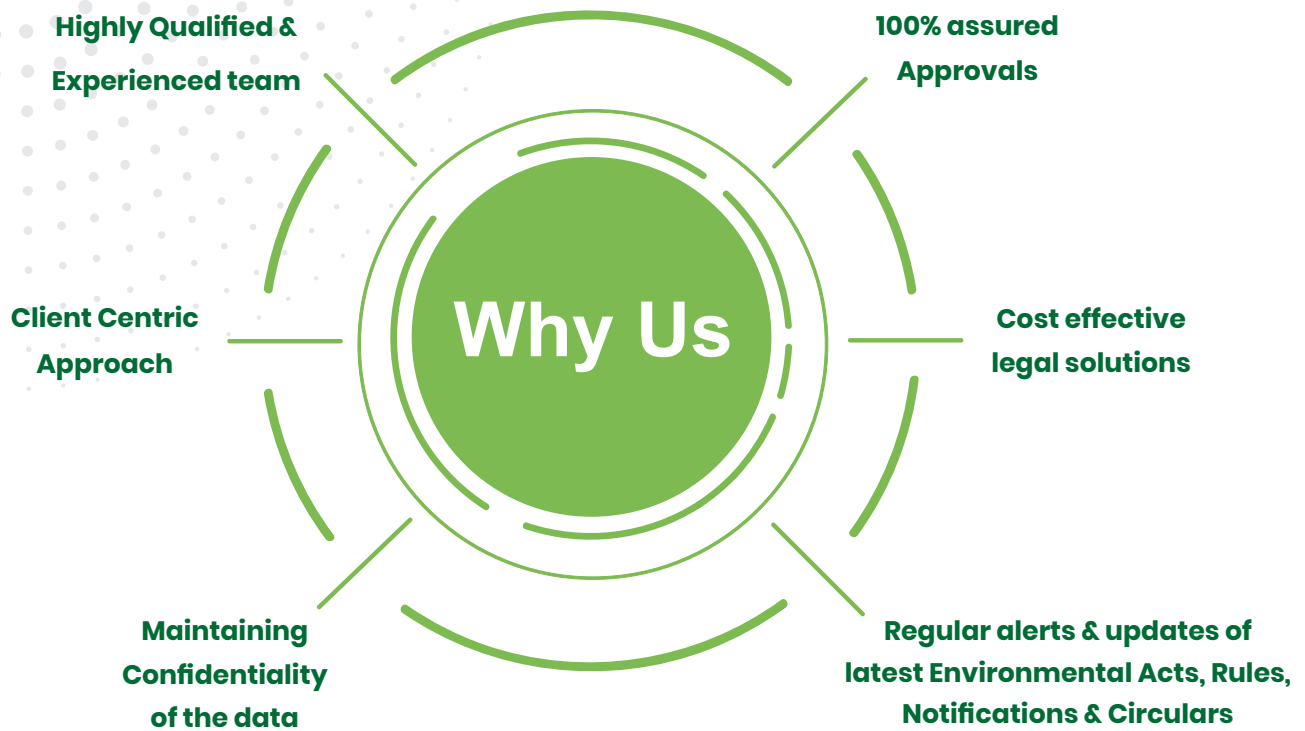 Highly Qualified &
Experienced team
100% assured
Approvals
Client Centric
Approach
Why Us
Cost effective
legal solutions
Maintaining
Confidentiality
of the data
Regular alerts & updates of
latest Environmental Acts, Rules,
Notifications & Circulars